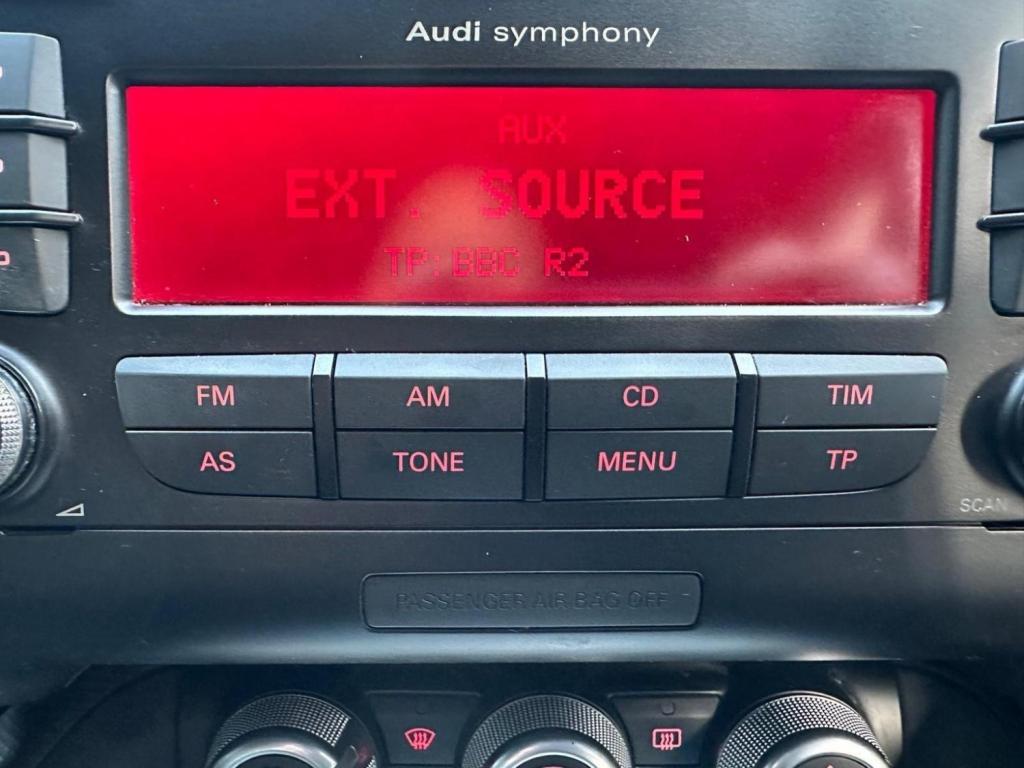 Audi symphony
AUX
EXT. SOURCE
TP:BBC R2
FM AM CD TIM
AS TONE MENU TP
SCAN
PASSENGER AIR BAG OFF